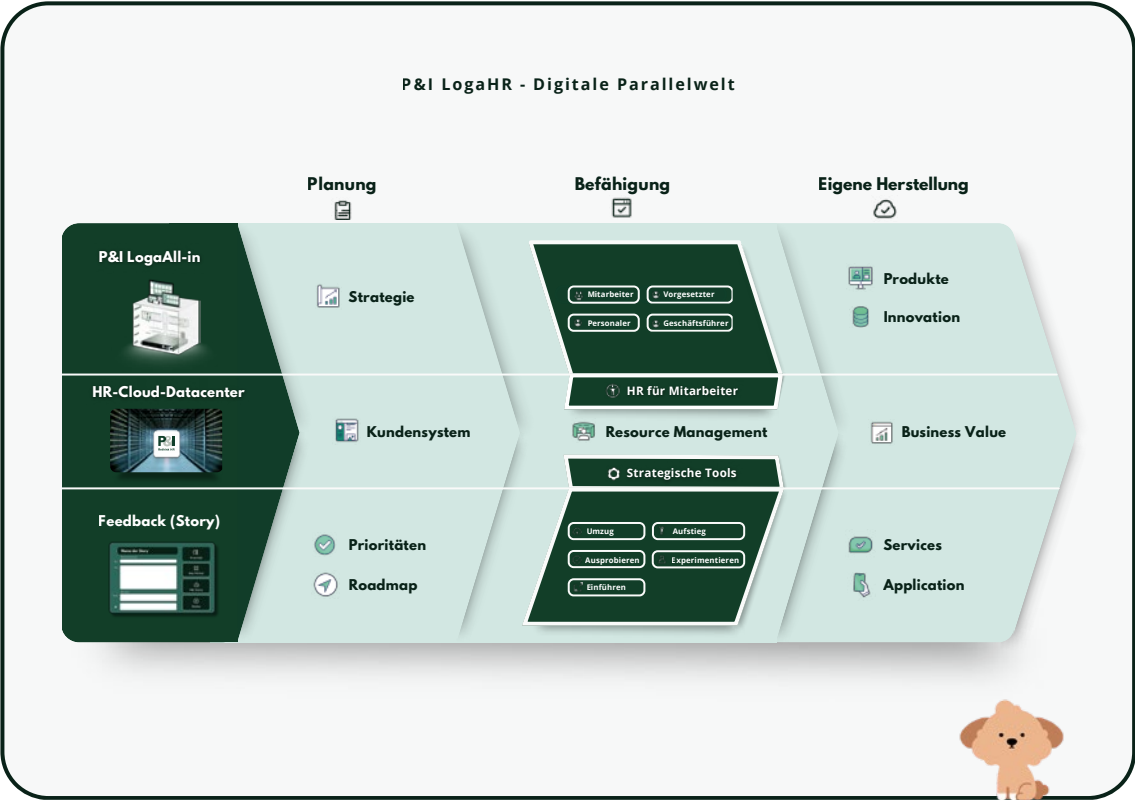 P&I LogaHR - Digitale Parallelwelt
Planung
Befähigung
Eigene Herstellung
P&I LogaAll-in
Strategie
Mitarbeiter
Vorgesetzter
Personaler
Geschäftsführer
Produkte
Innovation
HR-Cloud-Datacenter
P&I
Kundensystem
HR für Mitarbeiter
Resource Management
Strategische Tools
Business Value
Feedback (Story)
Prioritäten
Roadmap
Umzug
Aufstieg
Ausprobieren
Experimentieren
Einführen
Services
Application